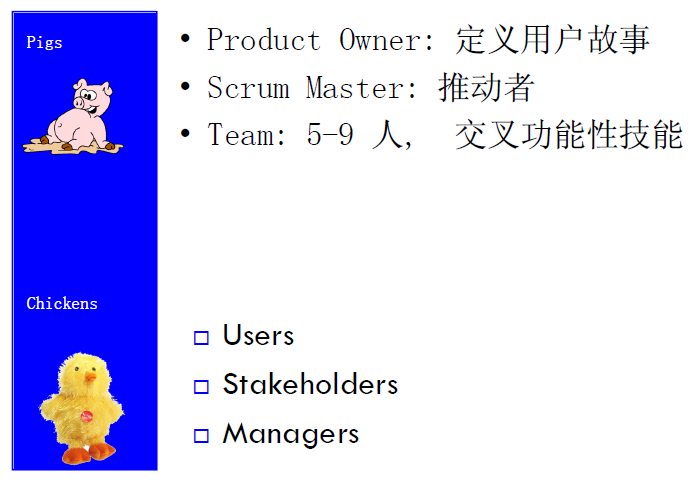 Pigs
• Product Owner: 定义用户故事
• Scrum Master: 推动者
• Team: 5-9 人, 交叉功能性技能
Chickens
□ Users
□ Stakeholders
□ Managers